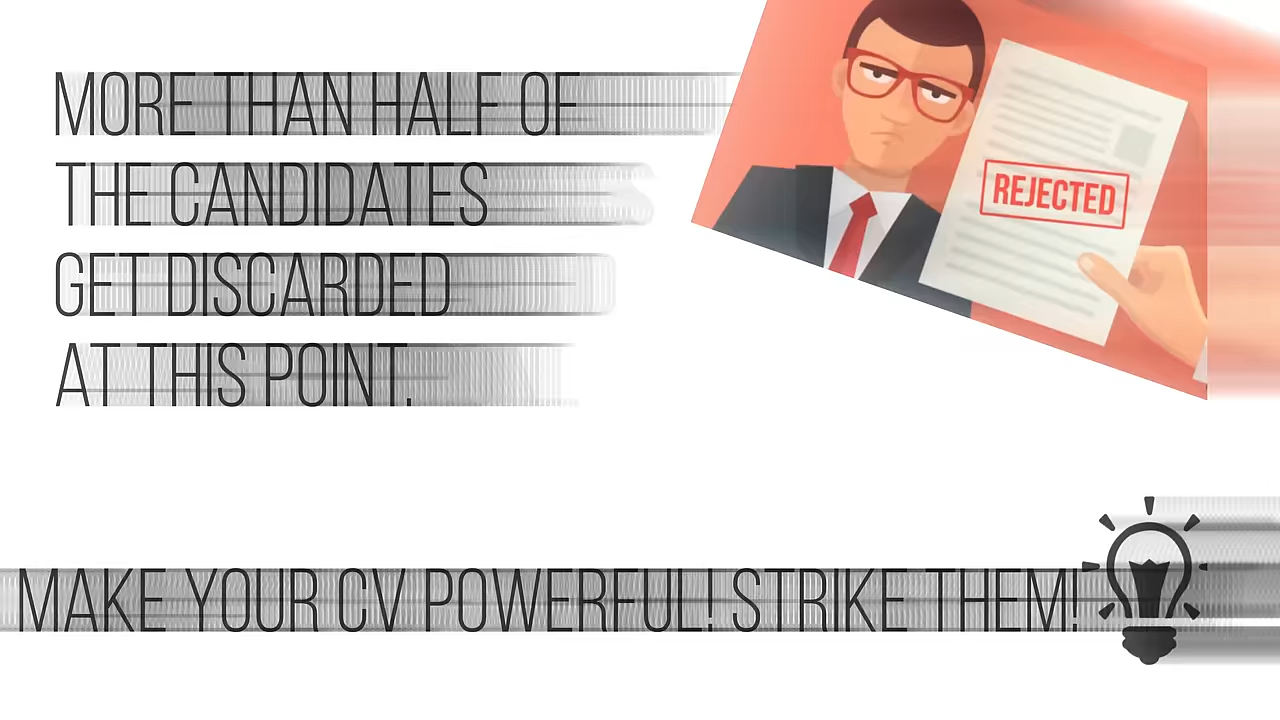 MORE THAN HALF OF
THE CANDIDATES
GET DISCARDED
AT THIS POINT.
REJECTED
MAKE YOUR CV POWERFUL! STRIKE THEM!